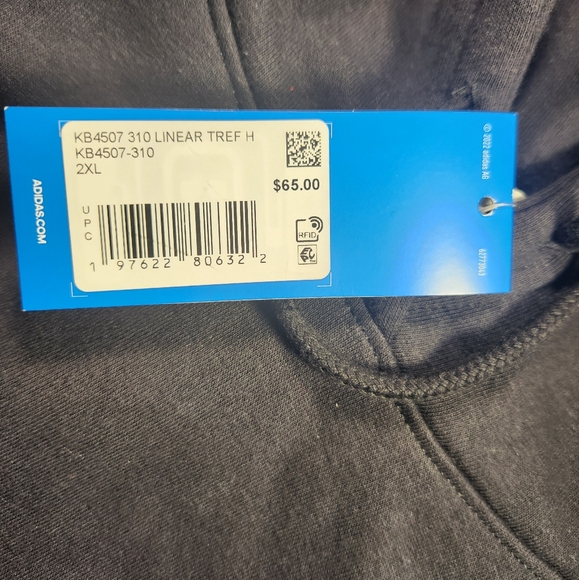 KB4507 310 LINEAR TREF H
KB4507-310
2XL
$65.00
UPC
1 97622 80632 2
RFID
ADIDAS.COM
© 2022 adidas AG